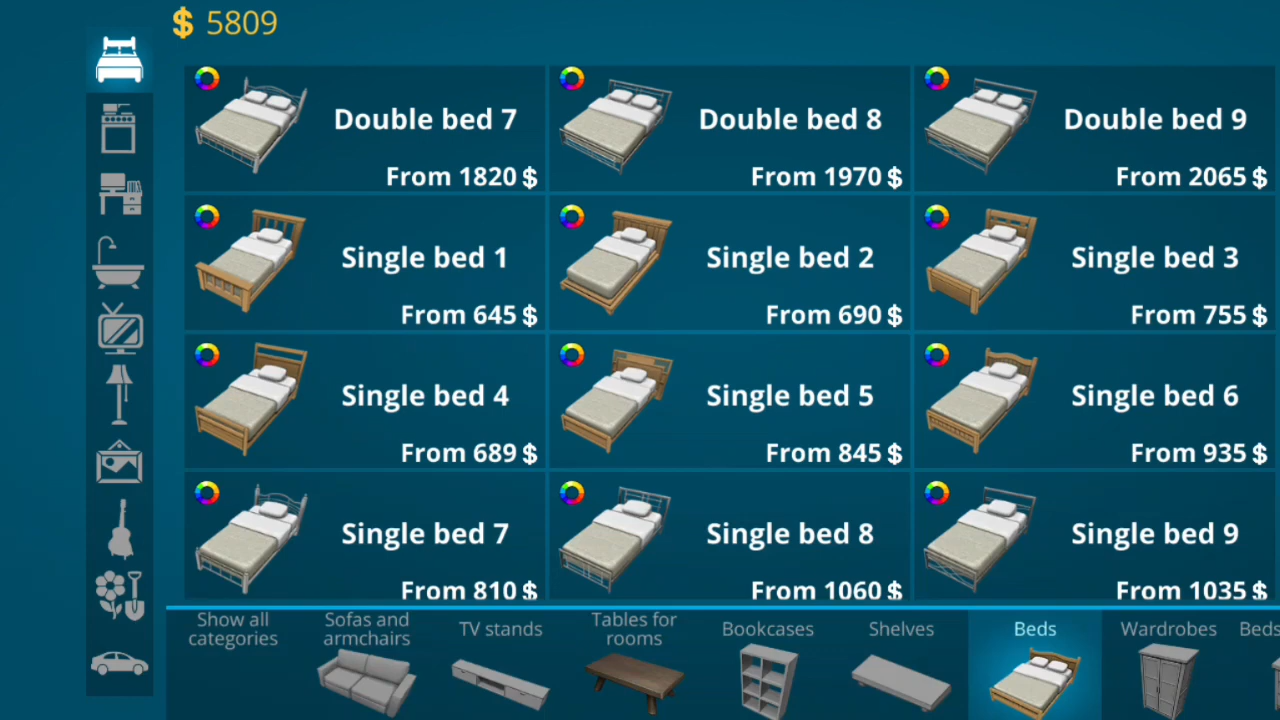 $ 5809
Double bed 7
From 1820 $
Double bed 8
From 1970 $
Double bed 9
From 2065 $
Single bed 1
From 645 $
Single bed 2
From 690 $
Single bed 3
From 755 $
Single bed 4
From 689 $
Single bed 5
From 845 $
Single bed 6
From 935 $
Single bed 7
From 810 $
Single bed 8
From 1060 $
Single bed 9
From 1035 $
Show all
categories
Sofas and
armchairs
TV stands
Tables for
rooms
Bookcases
Shelves
Beds
Wardrobes
Beds